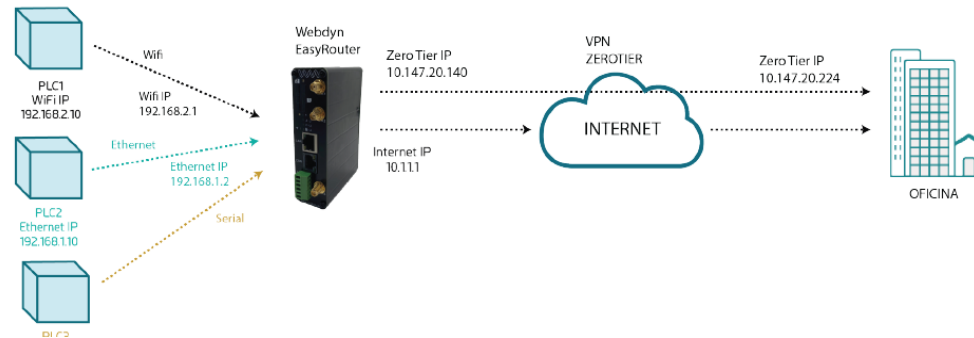 Webdyn
EasyRouter
Wifi
PLC1
WiFi IP
192.168.2.10
Wifi IP
192.168.2.1
Zero Tier IP
10.147.20.140
VPN
ZEROTIER
Zero Tier IP
10.147.20.224
INTERNET
Internet IP
10.1.1.1
Ethernet
Ethernet IP
192.168.1.2
PLC2
Ethernet IP
192.168.1.10
Serial
OFICINA
PLC3